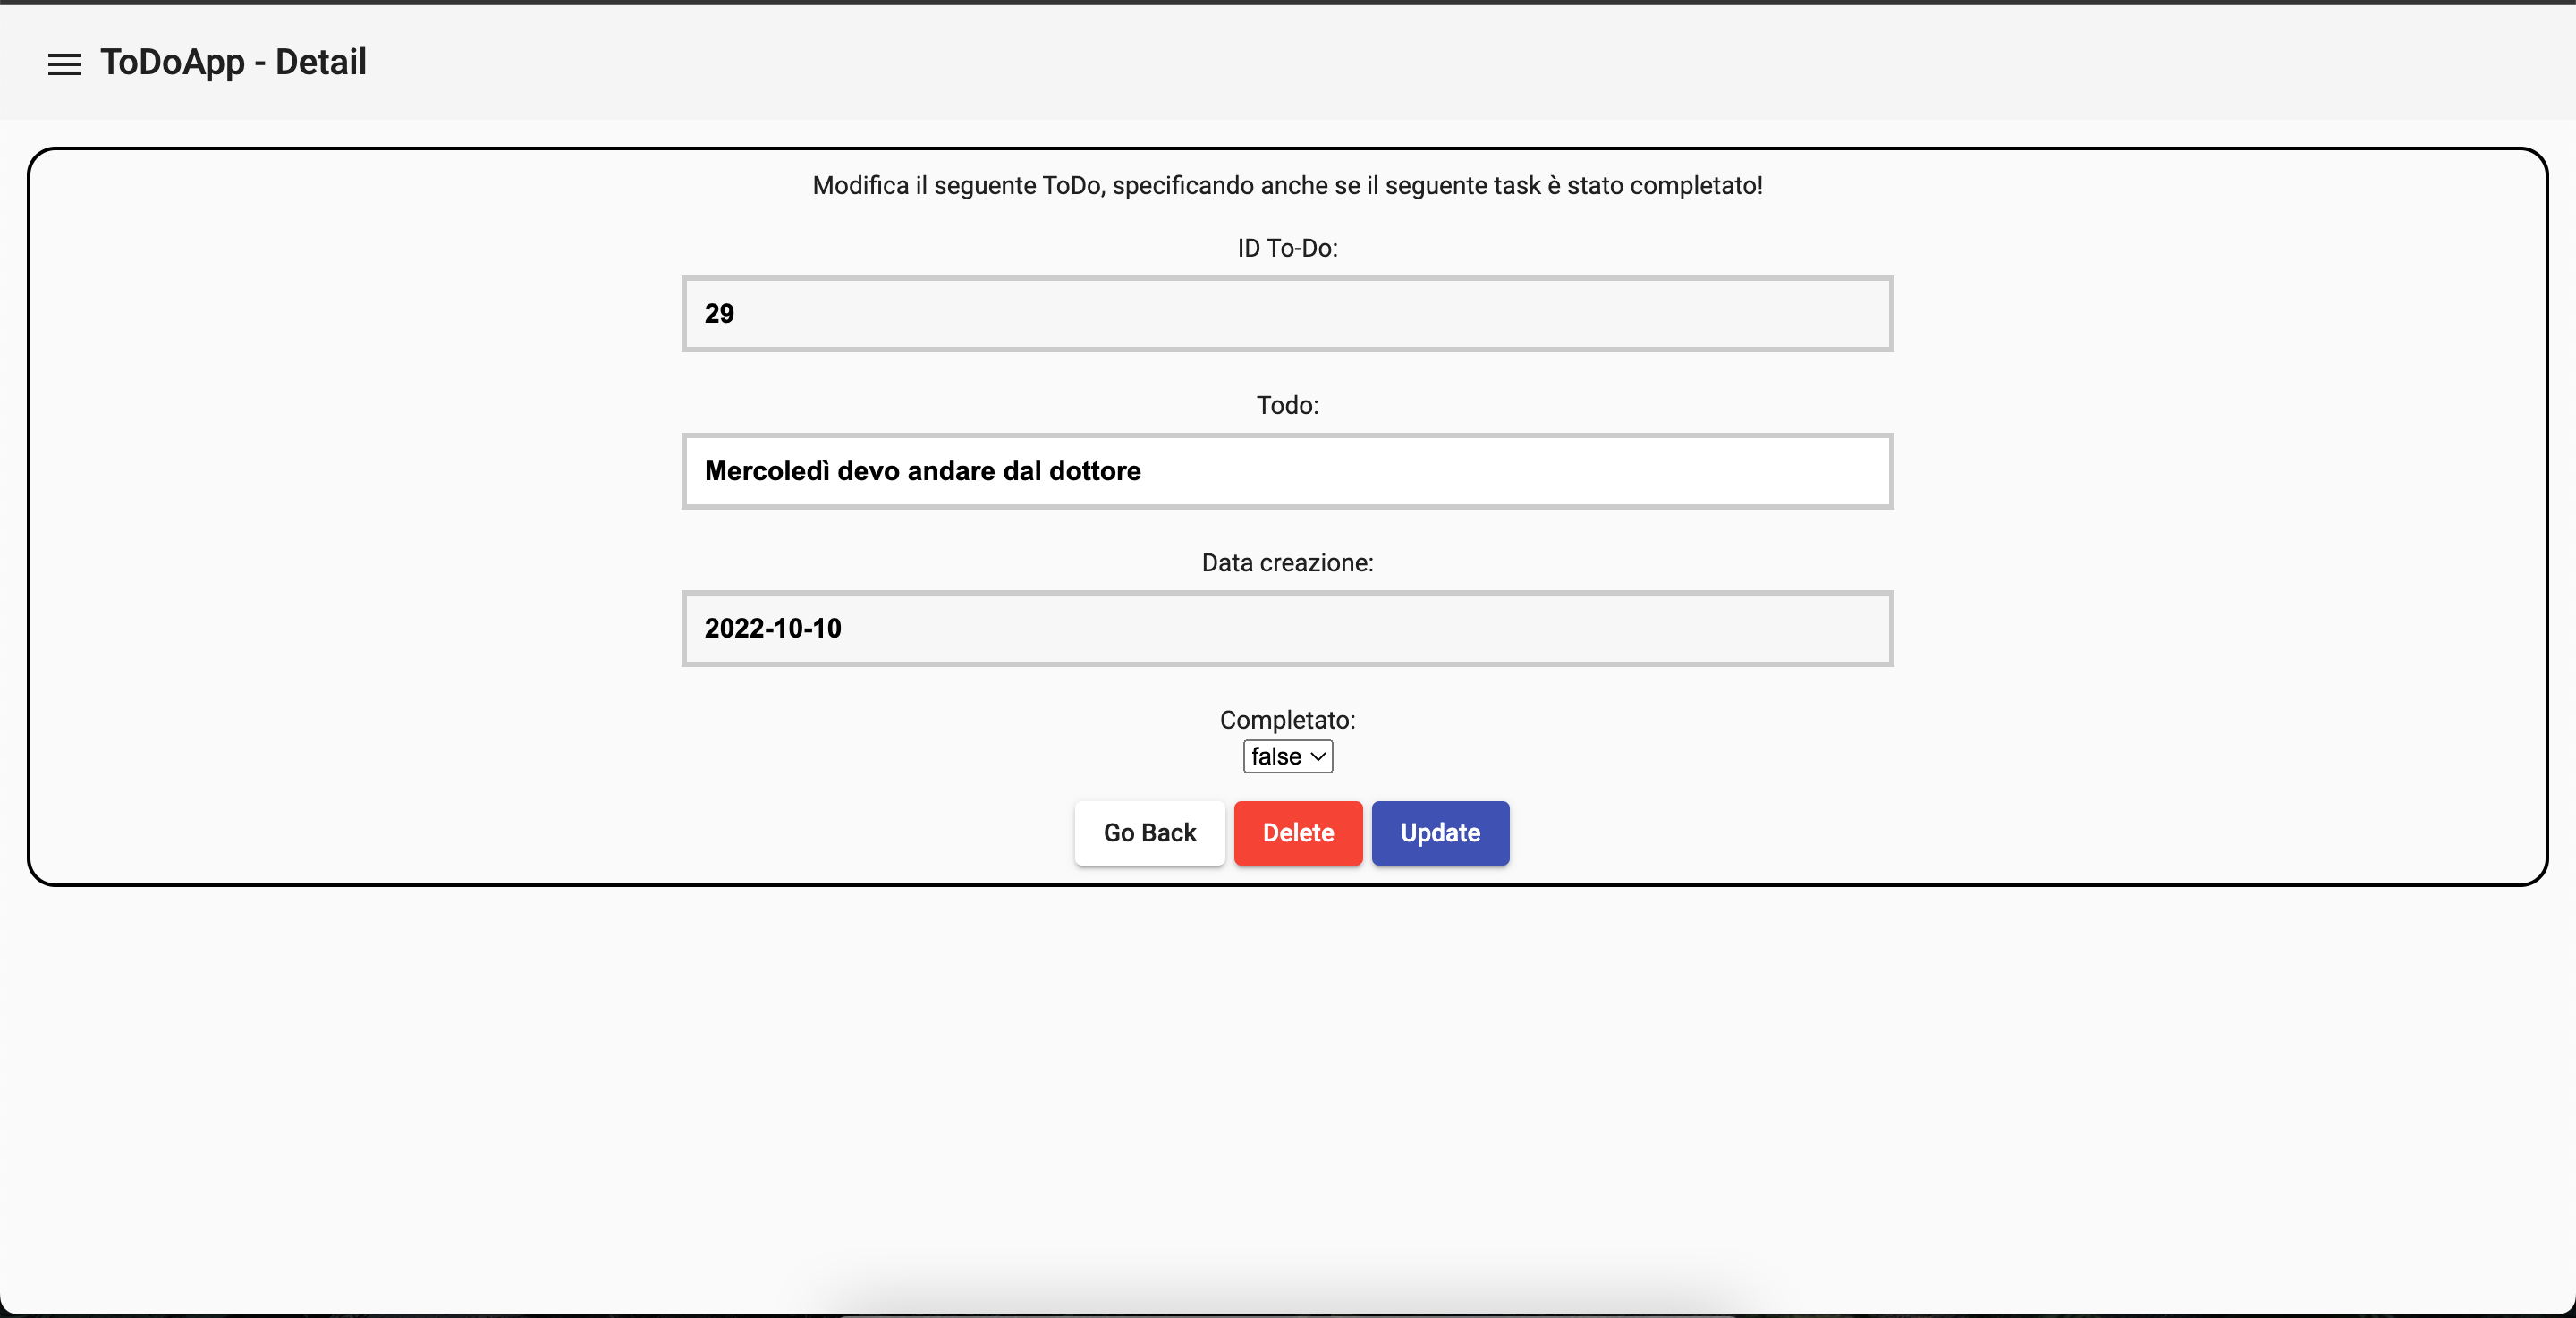 ToDoApp - Detail
Modifica il seguente ToDo, specificando anche se il seguente task è stato completato!
ID To-Do:
29
Todo:
Mercoledì devo andare dal dottore
Data creazione:
2022-10-10
Completato:
false
Go Back Delete Update